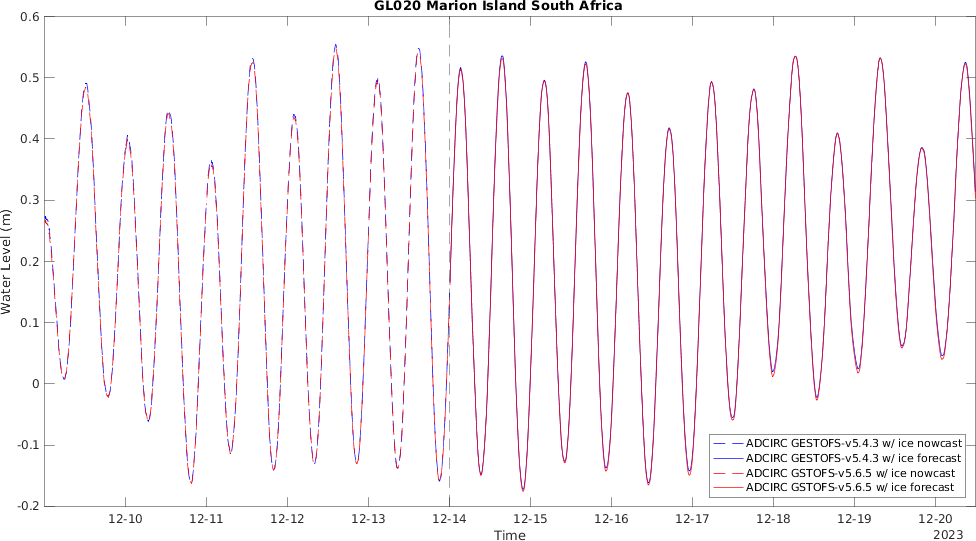 GL020 Marion Island South Africa
0.6
0.5
0.4
0.3
0.2
0.1
0
-0.1
-0.2
Water Level (m)
ADCIRC GESTOFS-v5.4.3 w/ ice nowcast
ADCIRC GESTOFS-v5.4.3 w/ ice forecast
ADCIRC GSTOFS-v5.6.5 w/ ice nowcast
ADCIRC GSTOFS-v5.6.5 w/ ice forecast
12-10 12-11 12-12 12-13 12-14 12-15 12-16 12-17 12-18 12-19 12-20
Time
2023